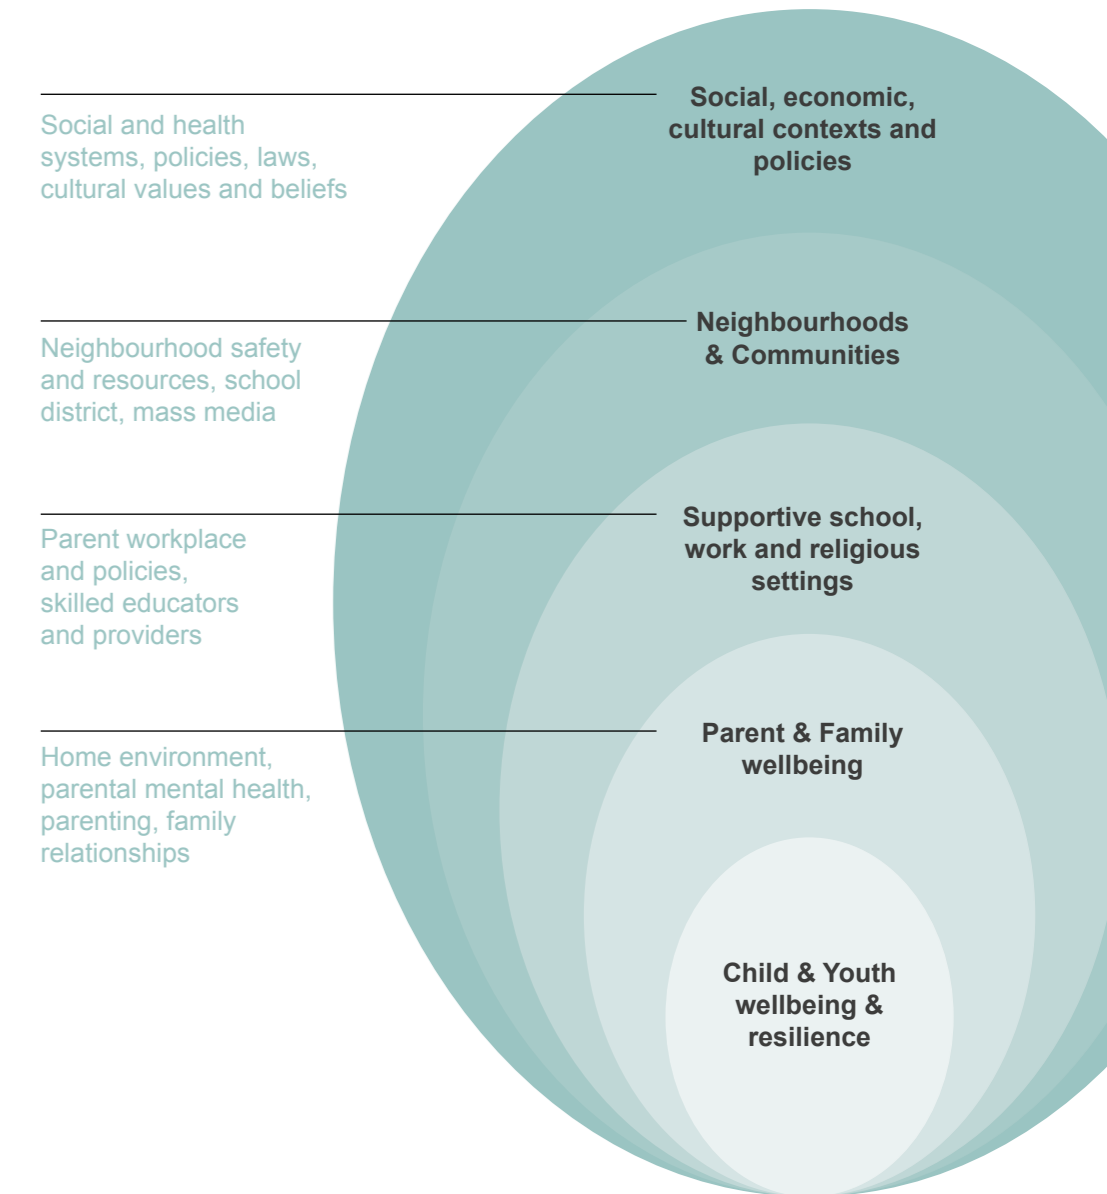 Social, economic,
cultural contexts and
policies
Social and health
systems, policies, laws,
cultural values and beliefs
Neighbourhoods
& Communities
Neighbourhood safety
and resources, school
district, mass media
Supportive school,
work and religious
settings
Parent workplace
and policies,
skilled educators
and providers
Parent & Family
wellbeing
Home environment,
parental mental health,
parenting, family
relationships
Child & Youth
wellbeing &
resilience